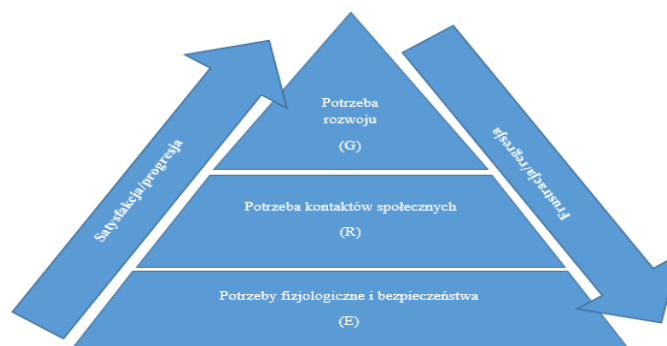 Potrzeba
rozwoju
(G)
Satysfakcja/progresja
Frustracja/regresja
Potrzeba kontaktów społecznych
(R)
Potrzeby fizjologiczne i bezpieczeństwa
(E)